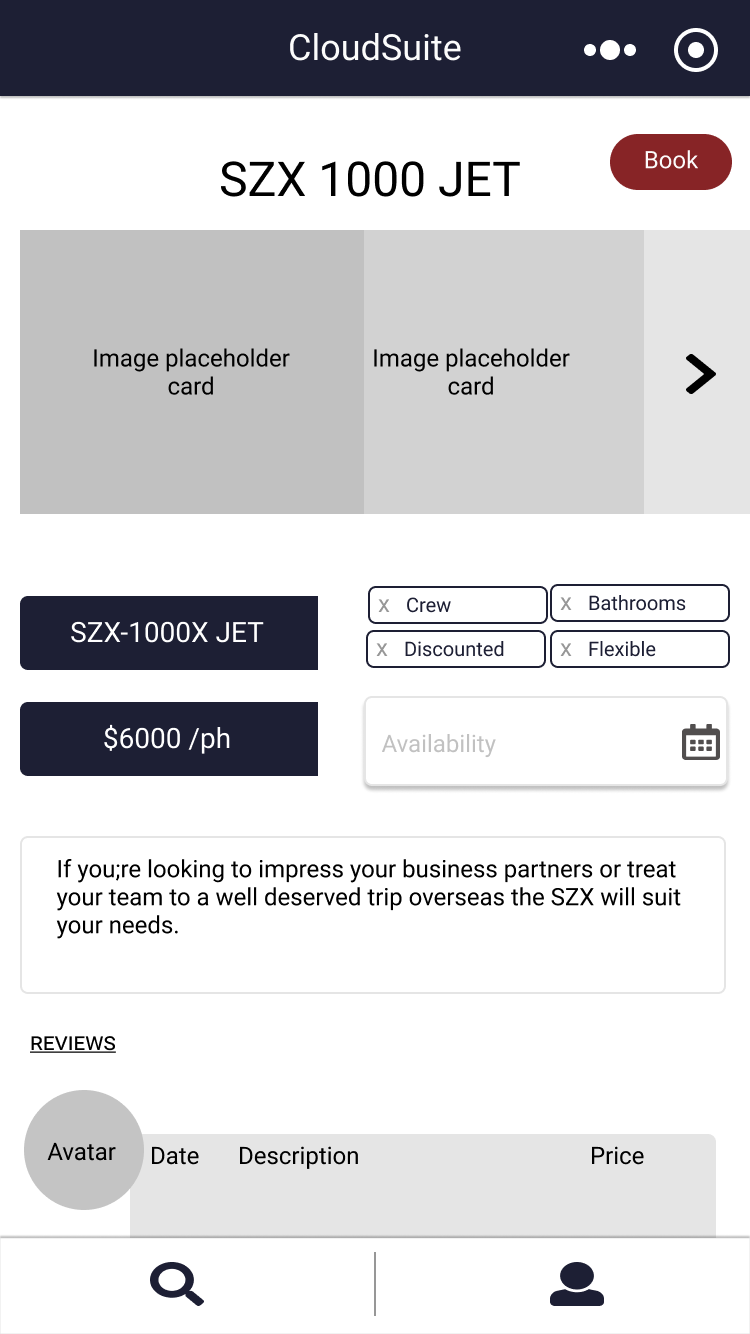 CloudSuite
SZX 1000 JET
Book
Image placeholder
card
Image placeholder
card
SZX-1000X JET
x Crew
x Bathrooms
x Discounted
x Flexible
$6000 /ph
Availability
If you;re looking to impress your business partners or treat
your team to a well deserved trip overseas the SZX will suit
your needs.
REVIEWS
Avatar
Date Description Price